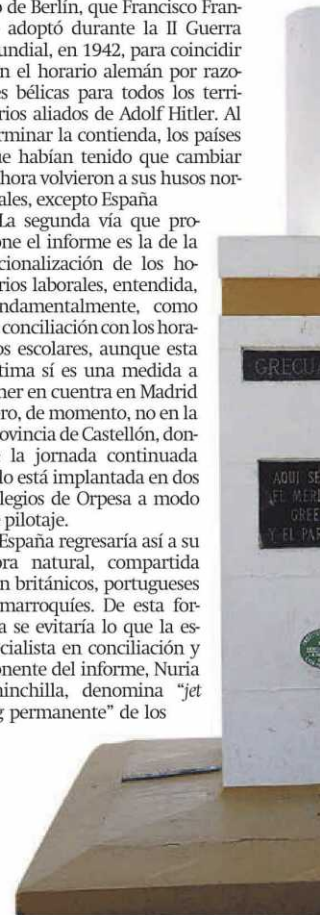 o de Berlín, que Francisco Fran-
adoptó durante la II Guerra
undial, en 1942, para coincidir
n el horario alemán por razo-
es bélicas para todos los terri-
rios aliados de Adolf Hitler. Al
rminar la contienda, los países
ue habían tenido que cambiar
hora volvieron a sus husos nor-
ales, excepto España
La segunda vía que pro-
one el informe es la de la
cionalización de los ho-
rios laborales, entendida,
ndamentalmente, como
conciliación con los hora-
os escolares, aunque esta
tima sí es una medida a
ner en cuentra en Madrid
ero, de momento, no en la
ovincia de Castellón, don-
e la jornada continuada
lo está implantada en dos
legios de Orpesa a modo
e pilotaje.
España regresaría así a su
ora natural, compartida
n británicos, portugueses
marroquíes. De esta for-
a se evitaría lo que la es-
cialista en conciliación y
onente del informe, Nuria
hinchilla, denomina “jet
g permanente” de los
AQUI SE
EL MERI
GREE
Y EL PAR